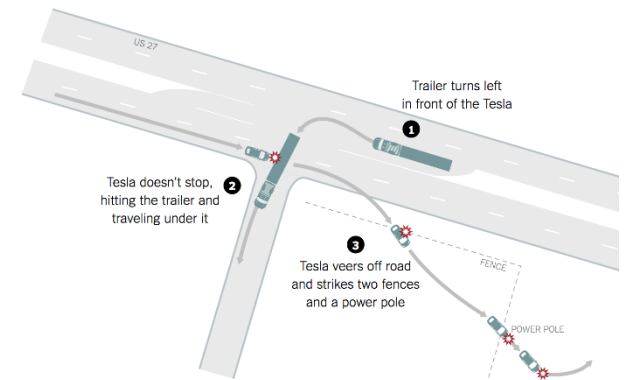 US 27
Trailer turns left
in front of the Tesla
1
Tesla doesn't stop,
hitting the trailer and
traveling under it
2
3
Tesla veers off road
and strikes two fences
and a power pole
FENCE
POWER POLE